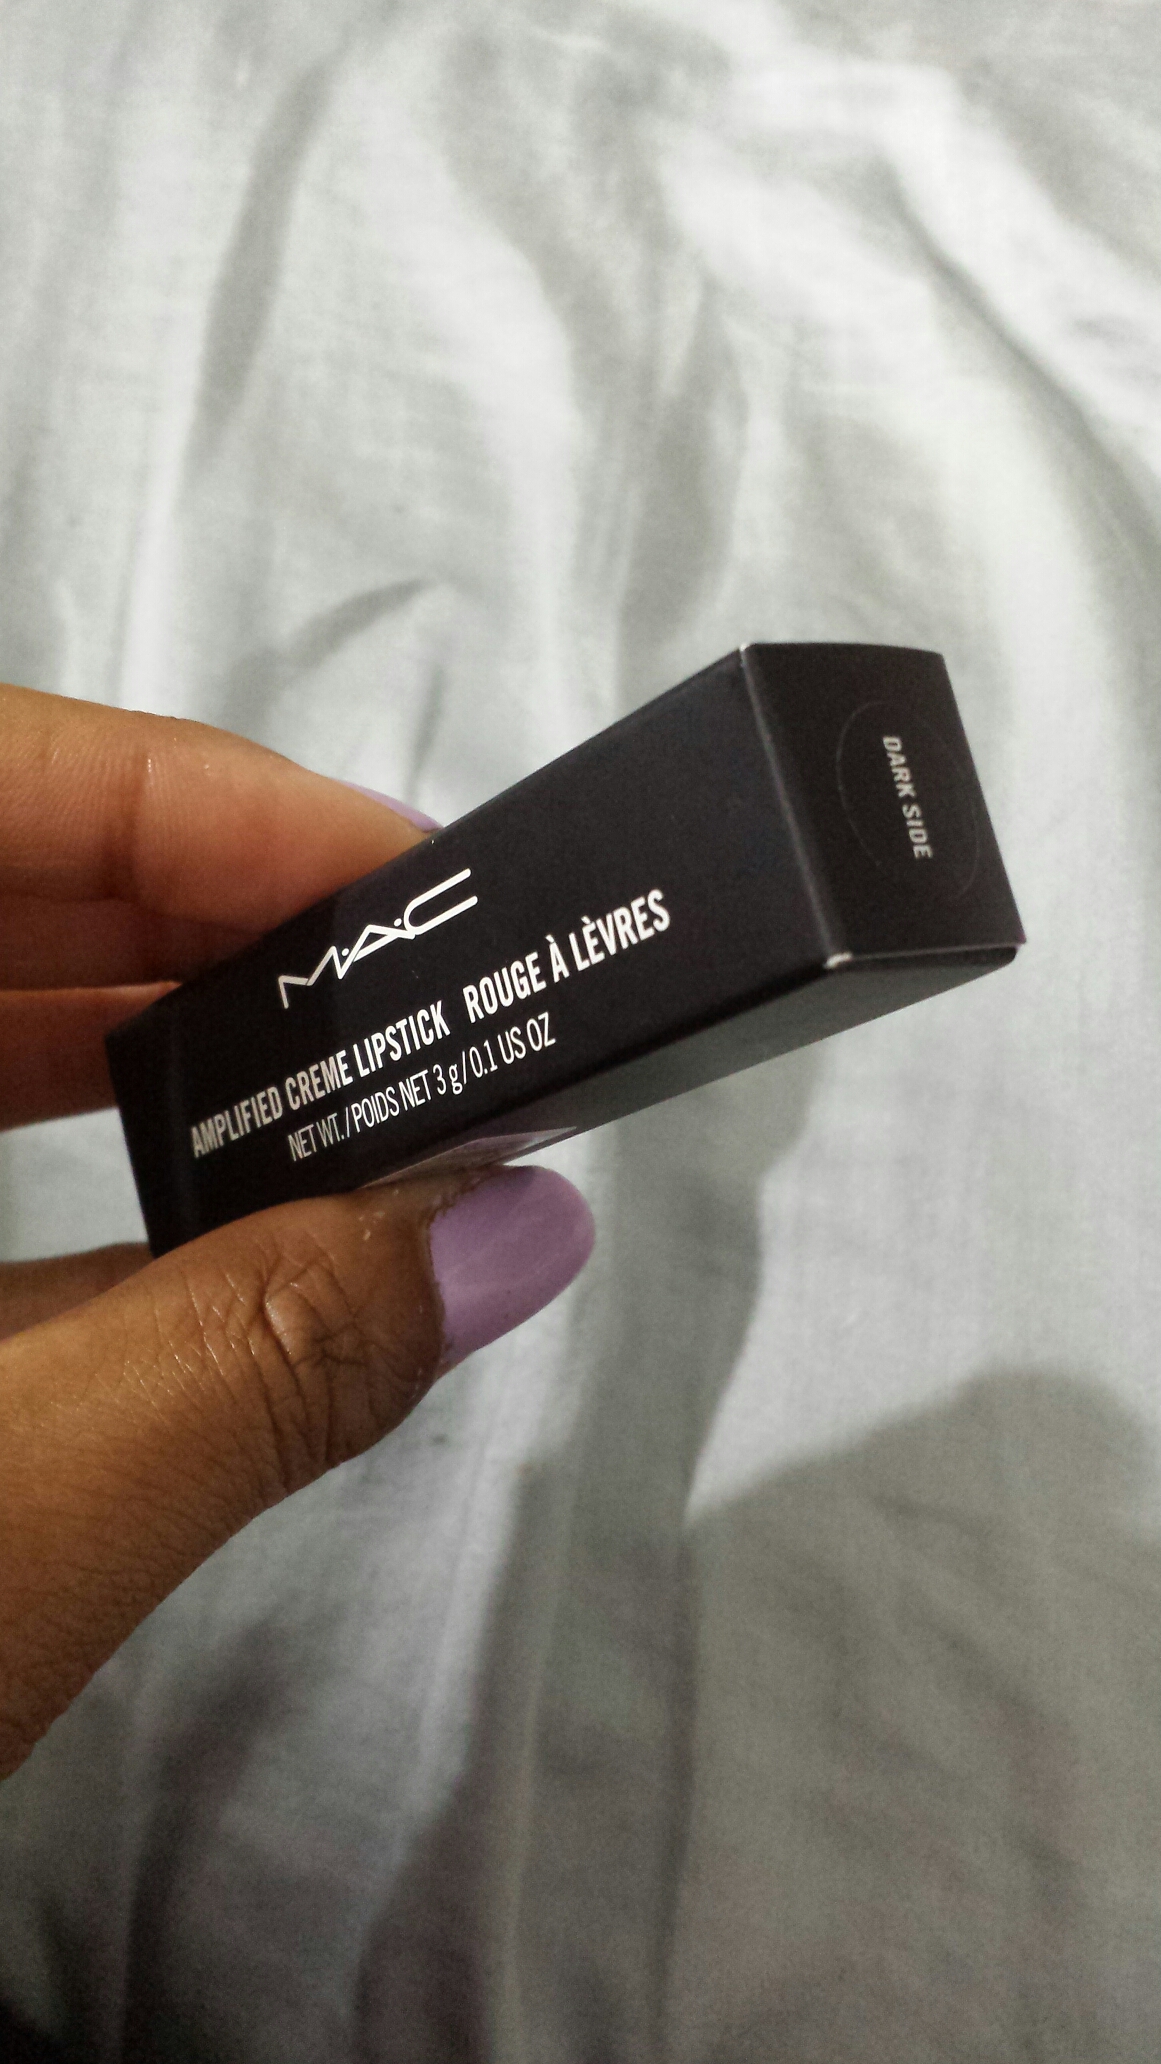 M·A·C
AMPLIFIED CREME LIPSTICK ROUGE À LÈVRES
NET WT./POIDS NET 3 g/0.1 US OZ
DARK SIDE